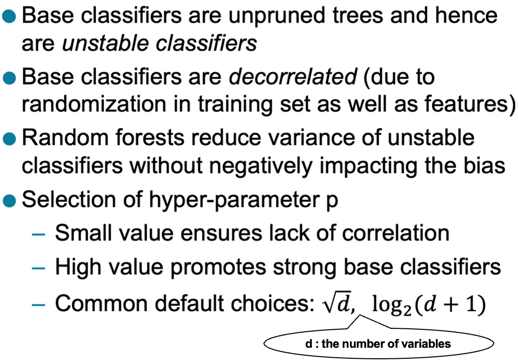 ● Base classifiers are unpruned trees and hence
are unstable classifiers
● Base classifiers are decorrelated (due to
randomization in training set as well as features)
● Random forests reduce variance of unstable
classifiers without negatively impacting the bias
● Selection of hyper-parameter p
– Small value ensures lack of correlation
– High value promotes strong base classifiers
– Common default choices: √d, log₂(d + 1)
d : the number of variables